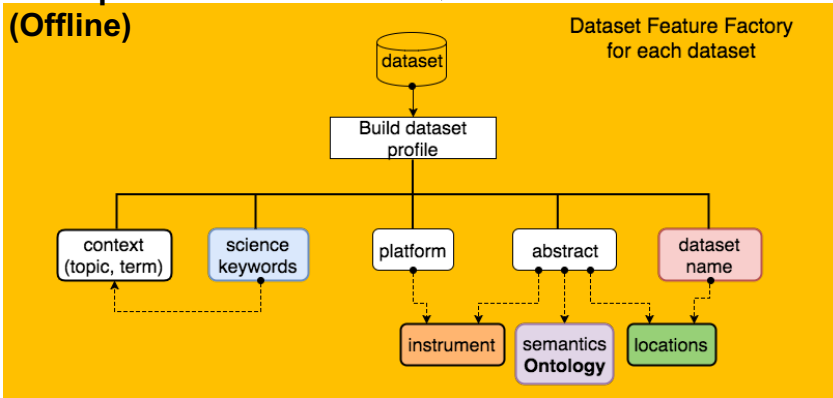 (Offline)
Dataset Feature Factory
for each dataset
dataset
Build dataset
profile
context
(topic, term)
science
keywords
platform
abstract
dataset
name
instrument
semantics
Ontology
locations